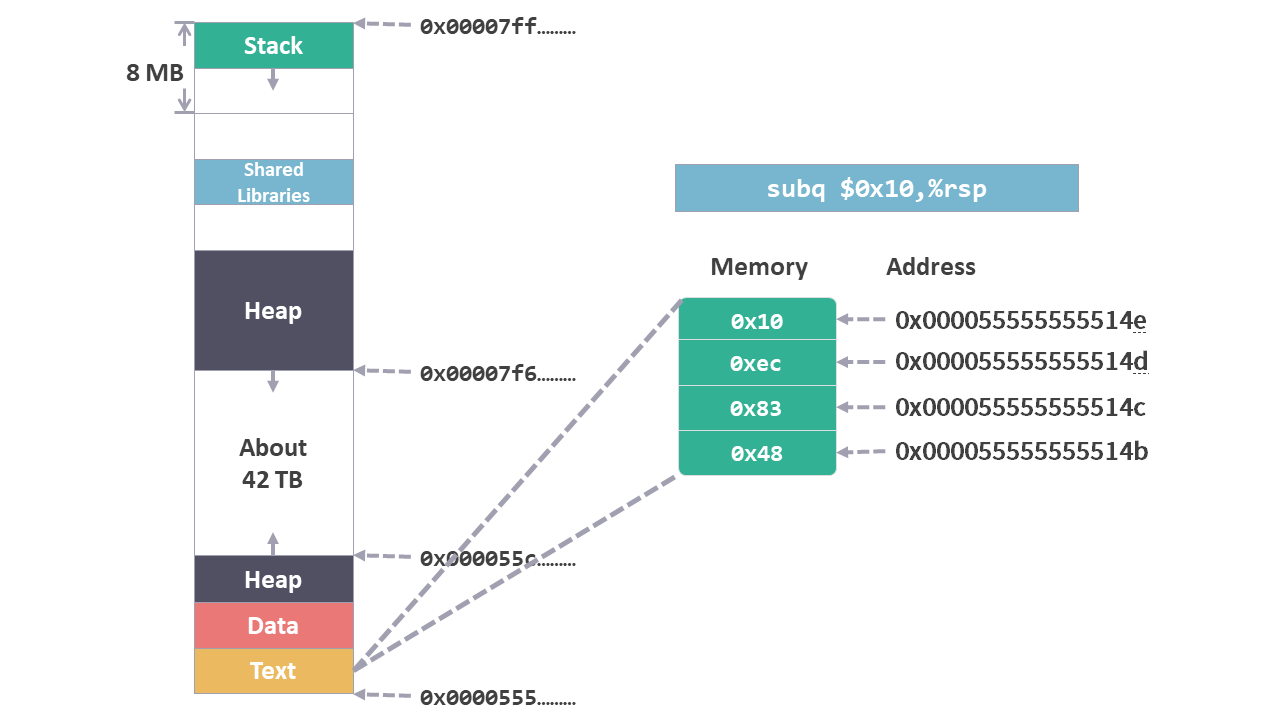 0x00007ff………
Stack
8 MB
Shared
Libraries
Heap
0x00007f6………
About
42 TB
0x000055c………
Heap
Data
Text
0x0000555………
subq $0x10,%rsp
Memory Address
0x10 0x000055555555514e
0xec 0x000055555555514d
0x83 0x000055555555514c
0x48 0x000055555555514b